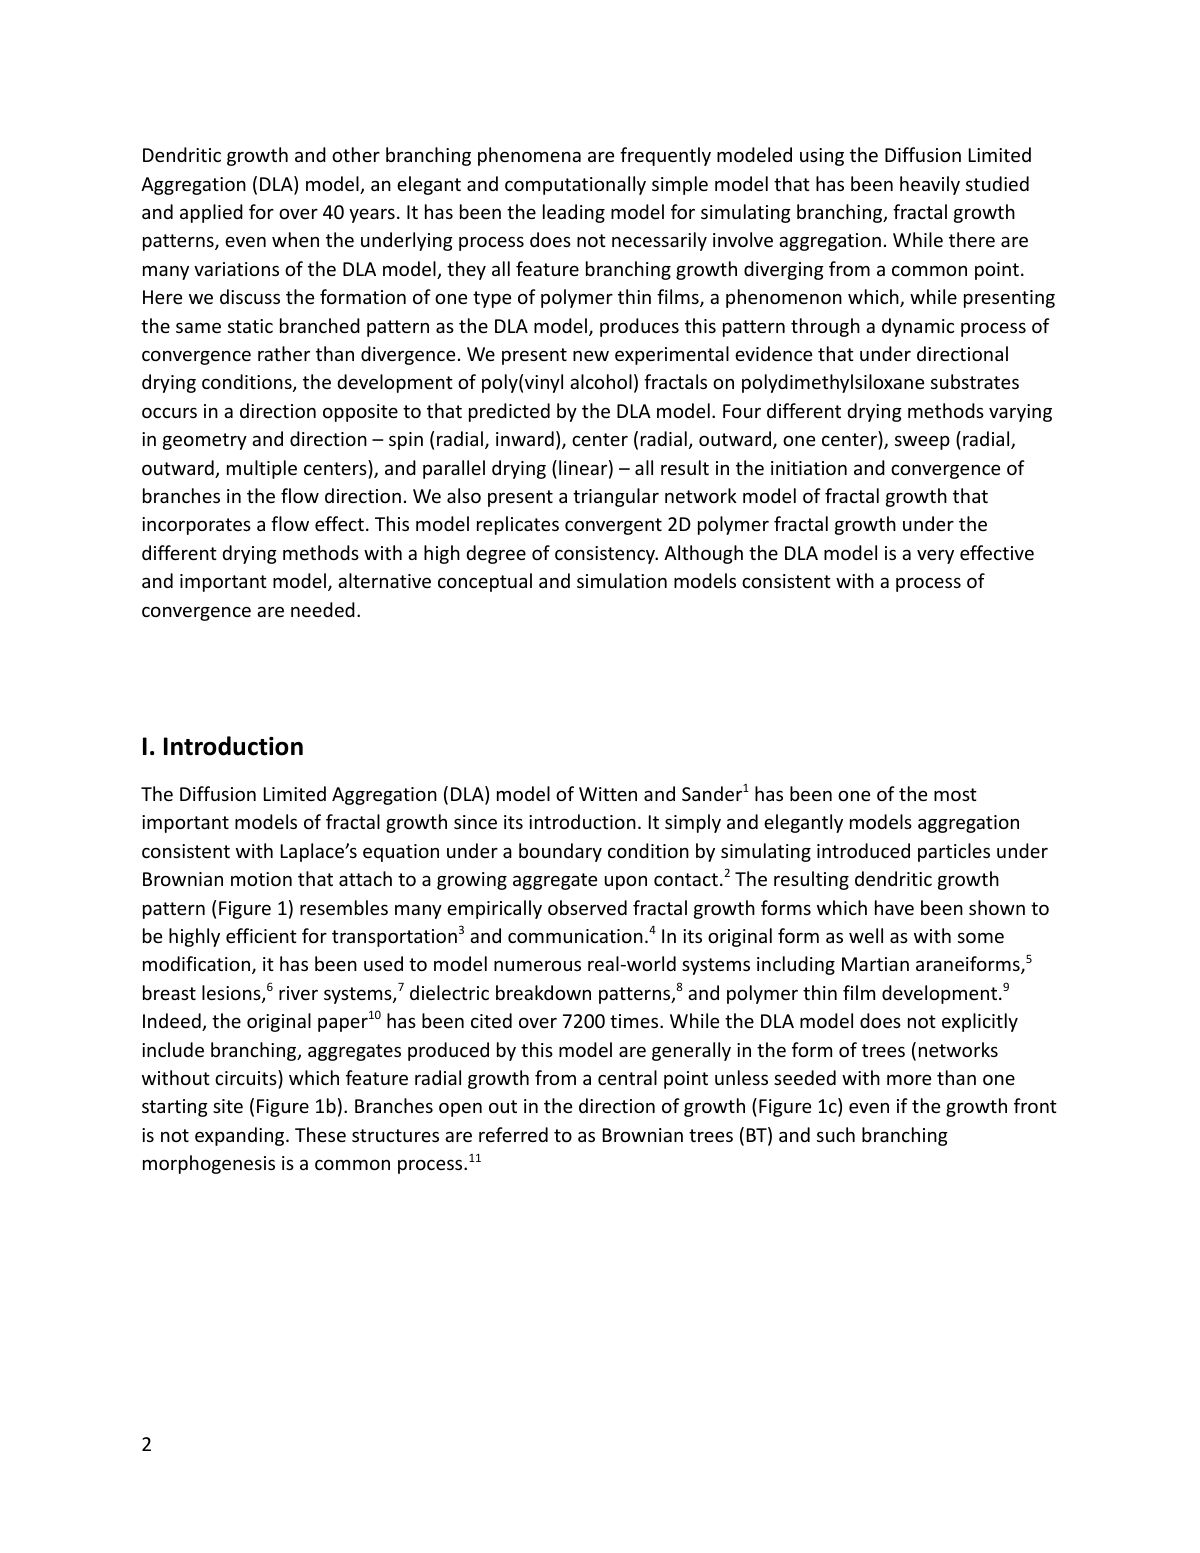 Dendritic growth and other branching phenomena are frequently modeled using the Diffusion Limited
Aggregation (DLA) model, an elegant and computationally simple model that has been heavily studied
and applied for over 40 years. It has been the leading model for simulating branching, fractal growth
patterns, even when the underlying process does not necessarily involve aggregation. While there are
many variations of the DLA model, they all feature branching growth diverging from a common point.
Here we discuss the formation of one type of polymer thin films, a phenomenon which, while presenting
the same static branched pattern as the DLA model, produces this pattern through a dynamic process of
convergence rather than divergence. We present new experimental evidence that under directional
drying conditions, the development of poly(vinyl alcohol) fractals on polydimethylsiloxane substrates
occurs in a direction opposite to that predicted by the DLA model. Four different drying methods varying
in geometry and direction – spin (radial, inward), center (radial, outward, one center), sweep (radial,
outward, multiple centers), and parallel drying (linear) – all result in the initiation and convergence of
branches in the flow direction. We also present a triangular network model of fractal growth that
incorporates a flow effect. This model replicates convergent 2D polymer fractal growth under the
different drying methods with a high degree of consistency. Although the DLA model is a very effective
and important model, alternative conceptual and simulation models consistent with a process of
convergence are needed.
I. Introduction
The Diffusion Limited Aggregation (DLA) model of Witten and Sander1 has been one of the most
important models of fractal growth since its introduction. It simply and elegantly models aggregation
consistent with Laplace’s equation under a boundary condition by simulating introduced particles under
Brownian motion that attach to a growing aggregate upon contact.2 The resulting dendritic growth
pattern (Figure 1) resembles many empirically observed fractal growth forms which have been shown to
be highly efficient for transportation3 and communication.4 In its original form as well as with some
modification, it has been used to model numerous real-world systems including Martian araneiforms,5
breast lesions,6 river systems,7 dielectric breakdown patterns,8 and polymer thin film development.9
Indeed, the original paper10 has been cited over 7200 times. While the DLA model does not explicitly
include branching, aggregates produced by this model are generally in the form of trees (networks
without circuits) which feature radial growth from a central point unless seeded with more than one
starting site (Figure 1b). Branches open out in the direction of growth (Figure 1c) even if the growth front
is not expanding. These structures are referred to as Brownian trees (BT) and such branching
morphogenesis is a common process.11
2